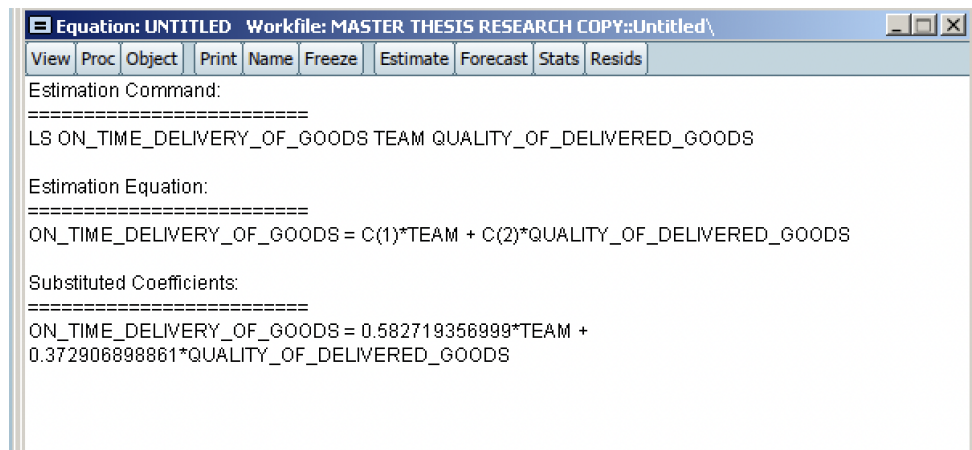 Equation: UNTITLED Workfile: MASTER THESIS RESEARCH COPY::Untitled\
View Proc Object Print Name Freeze Estimate Forecast Stats Resids
Estimation Command:
=========================
LS ON_TIME_DELIVERY_OF_GOODS TEAM QUALITY_OF_DELIVERED_GOODS
Estimation Equation:
=========================
ON_TIME_DELIVERY_OF_GOODS = C(1)*TEAM + C(2)*QUALITY_OF_DELIVERED_GOODS
Substituted Coefficients:
=========================
ON_TIME_DELIVERY_OF_GOODS = 0.582719356999*TEAM +
0.372906898861*QUALITY_OF_DELIVERED_GOODS